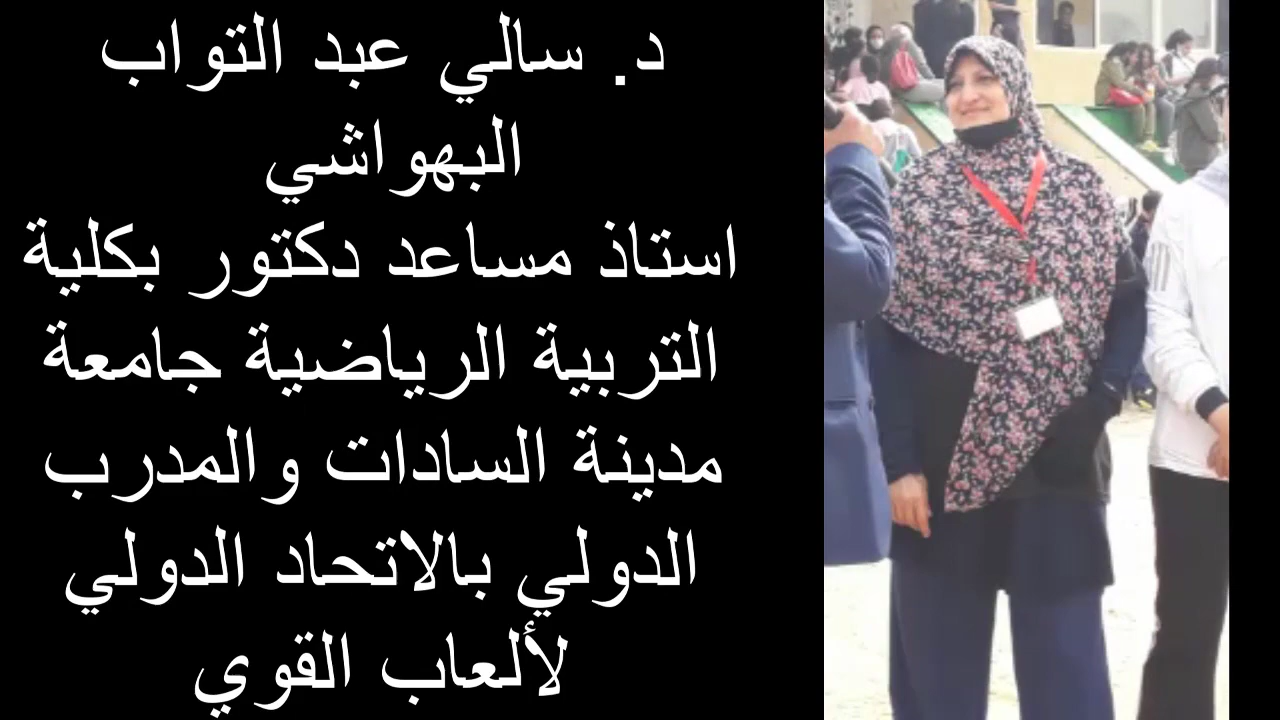 د. سالي عبد التواب
البهواشي
استاذ مساعد دكتور بكلية
التربية الرياضية جامعة
مدينة السادات والمدرب
الدولي بالاتحاد الدولي
لألعاب القوي